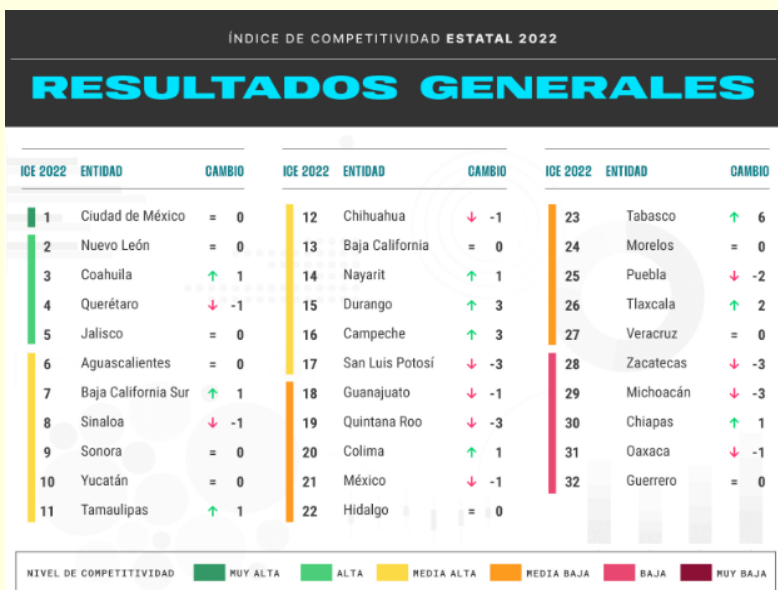 ÍNDICE DE COMPETITIVIDAD ESTATAL 2022
RESULTADOS GENERALES
ICE 2022 ENTIDAD CAMBIO
1 Ciudad de México = 0
2 Nuevo León = 0
3 Coahuila ↑ 1
4 Querétaro ↓ -1
5 Jalisco = 0
6 Aguascalientes = 0
7 Baja California Sur ↑ 1
8 Sinaloa ↓ -1
9 Sonora = 0
10 Yucatán = 0
11 Tamaulipas ↑ 1
ICE 2022 ENTIDAD CAMBIO
12 Chihuahua ↓ -1
13 Baja California = 0
14 Nayarit ↑ 1
15 Durango ↑ 3
16 Campeche ↑ 3
17 San Luis Potosí ↓ -3
18 Guanajuato ↓ -1
19 Quintana Roo ↓ -3
20 Colima ↑ 1
21 México ↓ -1
22 Hidalgo = 0
ICE 2022 ENTIDAD CAMBIO
23 Tabasco ↑ 6
24 Morelos = 0
25 Puebla ↓ -2
26 Tlaxcala ↑ 2
27 Veracruz = 0
28 Zacatecas ↓ -3
29 Michoacán ↓ -3
30 Chiapas ↑ 1
31 Oaxaca ↓ -1
32 Guerrero = 0
NIVEL DE COMPETITIVIDAD MUY ALTA ALTA MEDIA ALTA MEDIA BAJA BAJA MUY BAJA